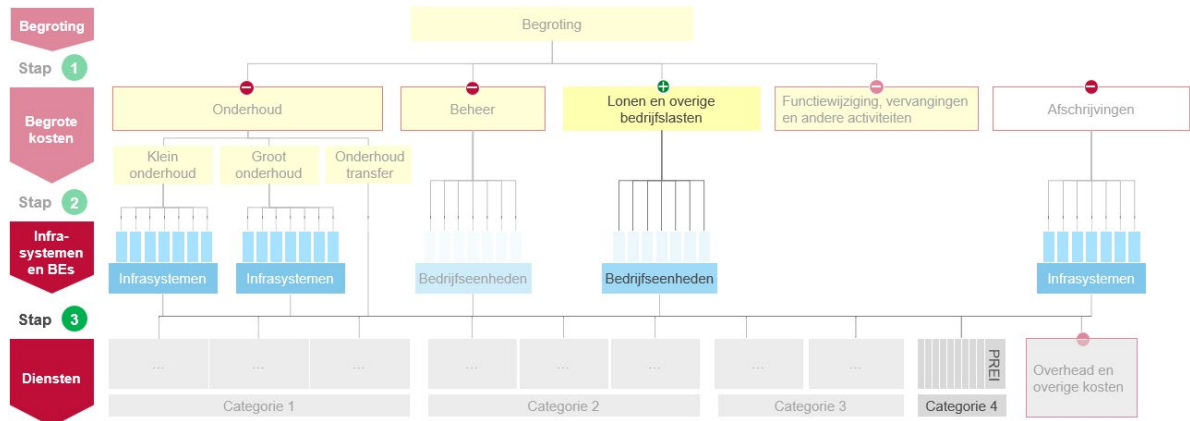 Begroting
Begroting
Stap 1
Begrote
kosten
Onderhoud
Beheer
Lonen en overige
bedrijfslasten
Functiewijziging, vervangingen
en andere activiteiten
Afschrijvingen
Klein
onderhoud
Groot
onderhoud
Onderhoud
transfer
Stap 2
Infra-
systemen
en BEs
Infrasystemen
Infrasystemen
Bedrijfseenheden
Bedrijfseenheden
Infrasystemen
Stap 3
Diensten
...
...
...
...
...
...
...
...
PREI
Overhead en
overige kosten
Categorie 1
Categorie 2
Categorie 3
Categorie 4